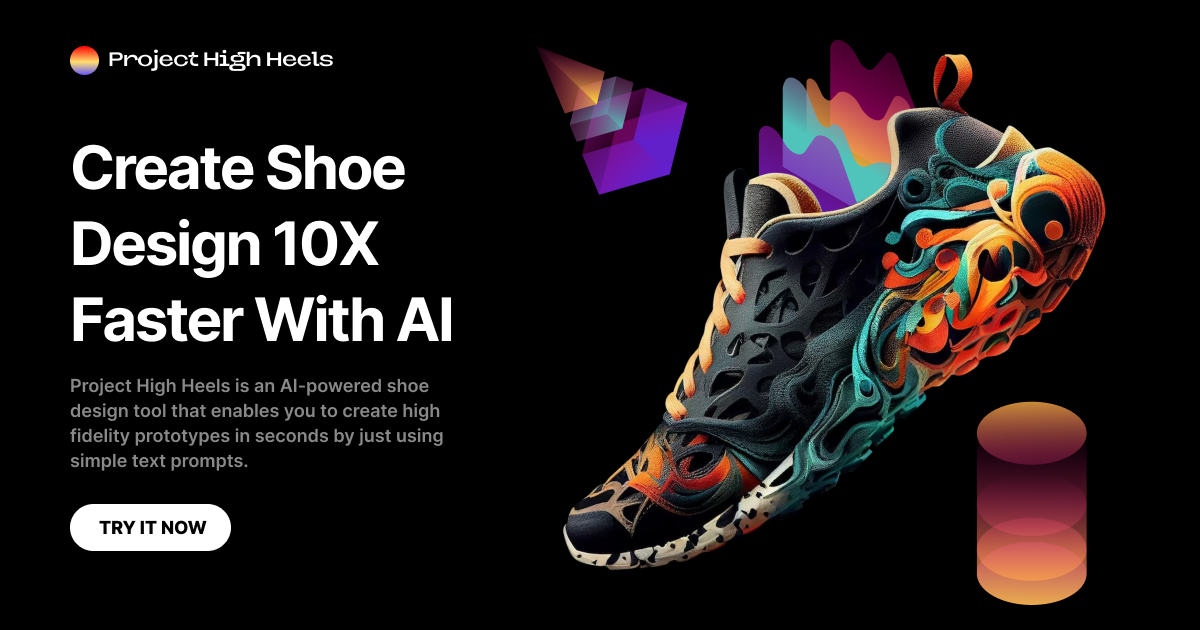 Project High Heels
Create Shoe
Design 10X
Faster With AI
Project High Heels is an AI-powered shoe
design tool that enables you to create high
fidelity prototypes in seconds by just using
simple text prompts.
TRY IT NOW